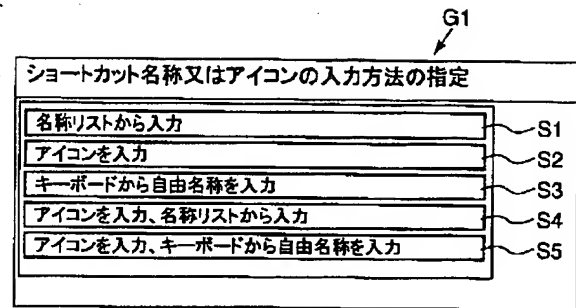 G1
ショートカット名称又はアイコンの入力方法の指定
名称リストから入力 S1
アイコンを入力 S2
キーボードから自由名称を入力 S3
アイコンを入力、名称リストから入力 S4
アイコンを入力、キーボードから自由名称を入力 S5